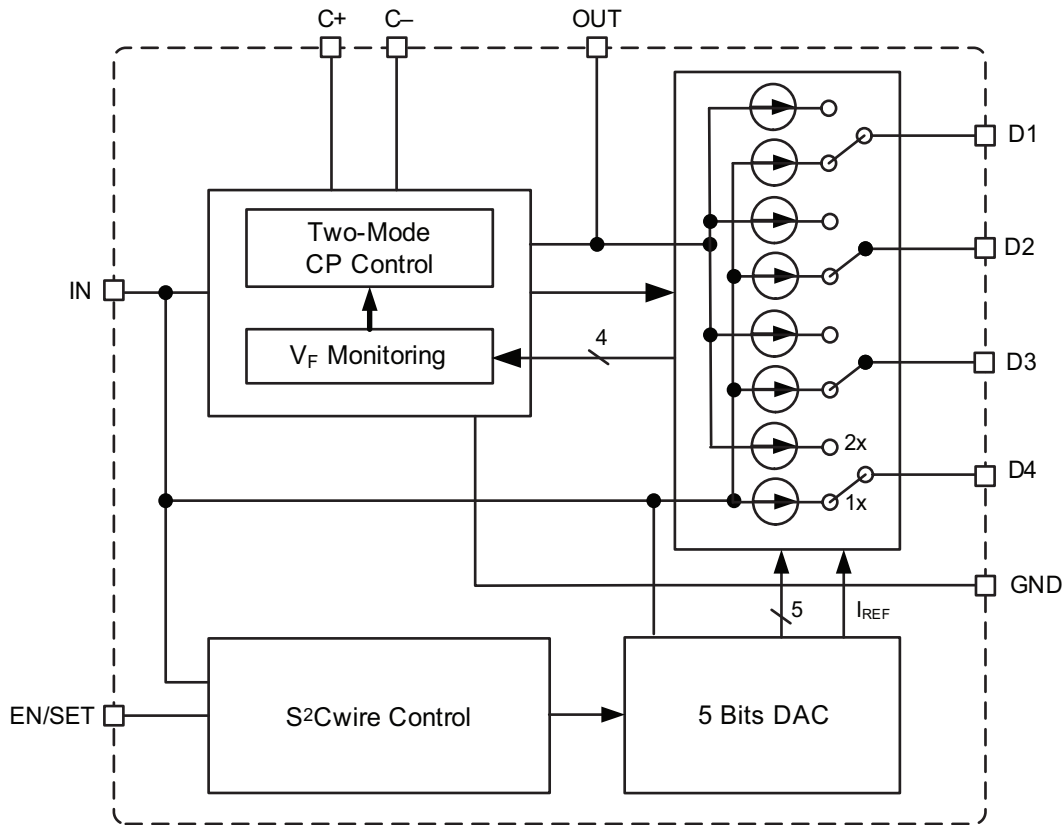 C+
C–
OUT
D1
Two-Mode
CP Control
D2
IN
4
VF Monitoring
D3
2x
D4
1x
GND
5
IREF
EN/SET
S2Cwire Control
5 Bits DAC